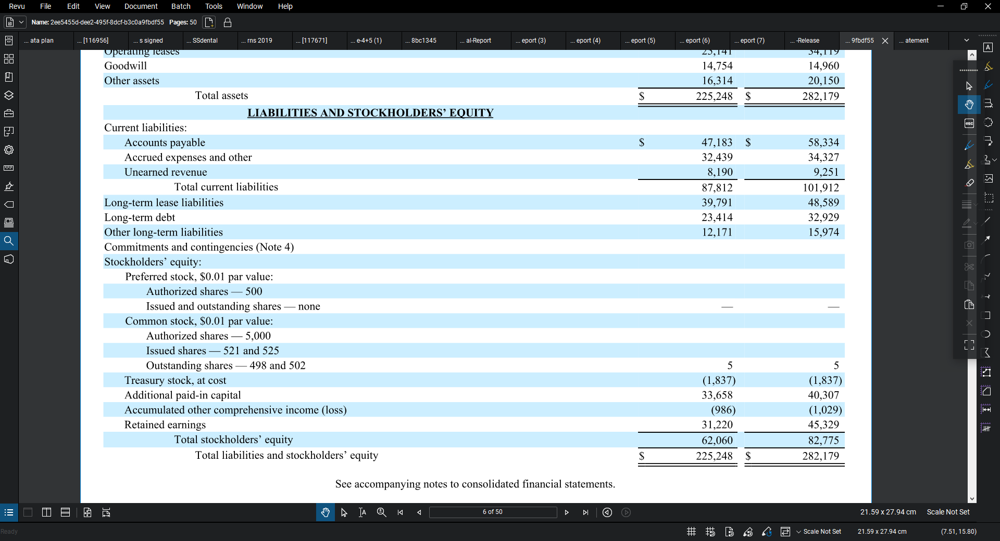 Revu File Edit View Document Batch Tools Window Help
Name: 2ee5455d-dee2-495f-8dcf-b3c0a9fbdf55 Pages: 50
... ata plan ... [116956] ... s signed ... SSdental ... rns 2019 ... [117671] ... e-4+5 (1) ... 8bc1345 ... al-Report ... eport (3) ... eport (4) ... eport (5) ... eport (6) ... eport (7) ... -Release ... 9fbdf55 ... atement
Operating leases 25,141 34,119
Goodwill 14,754 14,960
Other assets 16,314 20,150
Total assets $ 225,248 $ 282,179
LIABILITIES AND STOCKHOLDERS’ EQUITY
Current liabilities:
Accounts payable $ 47,183 $ 58,334
Accrued expenses and other 32,439 34,327
Unearned revenue 8,190 9,251
Total current liabilities 87,812 101,912
Long-term lease liabilities 39,791 48,589
Long-term debt 23,414 32,929
Other long-term liabilities 12,171 15,974
Commitments and contingencies (Note 4)
Stockholders’ equity:
Preferred stock, $0.01 par value:
Authorized shares — 500
Issued and outstanding shares — none — —
Common stock, $0.01 par value:
Authorized shares — 5,000
Issued shares — 521 and 525
Outstanding shares — 498 and 502 5 5
Treasury stock, at cost (1,837) (1,837)
Additional paid-in capital 33,658 40,307
Accumulated other comprehensive income (loss) (986) (1,029)
Retained earnings 31,220 45,329
Total stockholders’ equity 62,060 82,775
Total liabilities and stockholders’ equity $ 225,248 $ 282,179
See accompanying notes to consolidated financial statements.
esc
A
6 of 50 21.59 x 27.94 cm Scale Not Set
Ready Scale Not Set 21.59 x 27.94 cm (7.51, 15.80)